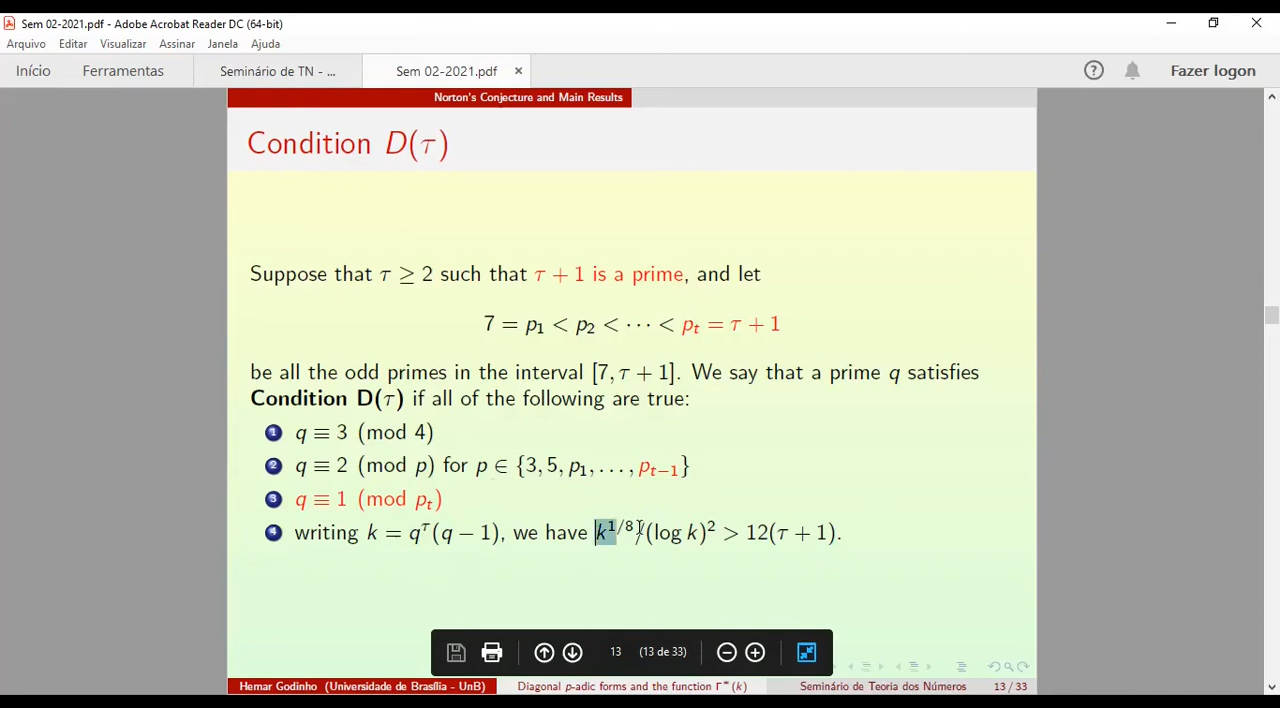 Sem 02-2021.pdf - Adobe Acrobat Reader DC (64-bit)
Arquivo Editar Visualizar Assinar Janela Ajuda
Início Ferramentas Seminário de TN - ... Sem 02-2021.pdf × Fazer logon
Norton's Conjecture and Main Results
Condition D(τ)
Suppose that τ ≥ 2 such that τ + 1 is a prime, and let
7 = p₁ < p₂ < ⋯ < pₜ = τ + 1
be all the odd primes in the interval [7, τ + 1]. We say that a prime q satisfies
Condition D(τ) if all of the following are true:
1 q ≡ 3 (mod 4)
2 q ≡ 2 (mod p) for p ∈ {3, 5, p₁, . . . , pₜ₋₁}
3 q ≡ 1 (mod pₜ)
4 writing k = q^τ(q − 1), we have k^1/8/(log k)² > 12(τ + 1).
13 (13 de 33)
Hemar Godinho (Universidade de Brasília - UnB) Diagonal p-adic forms and the function Γ*(k) Seminário de Teoria dos Números 13 / 33